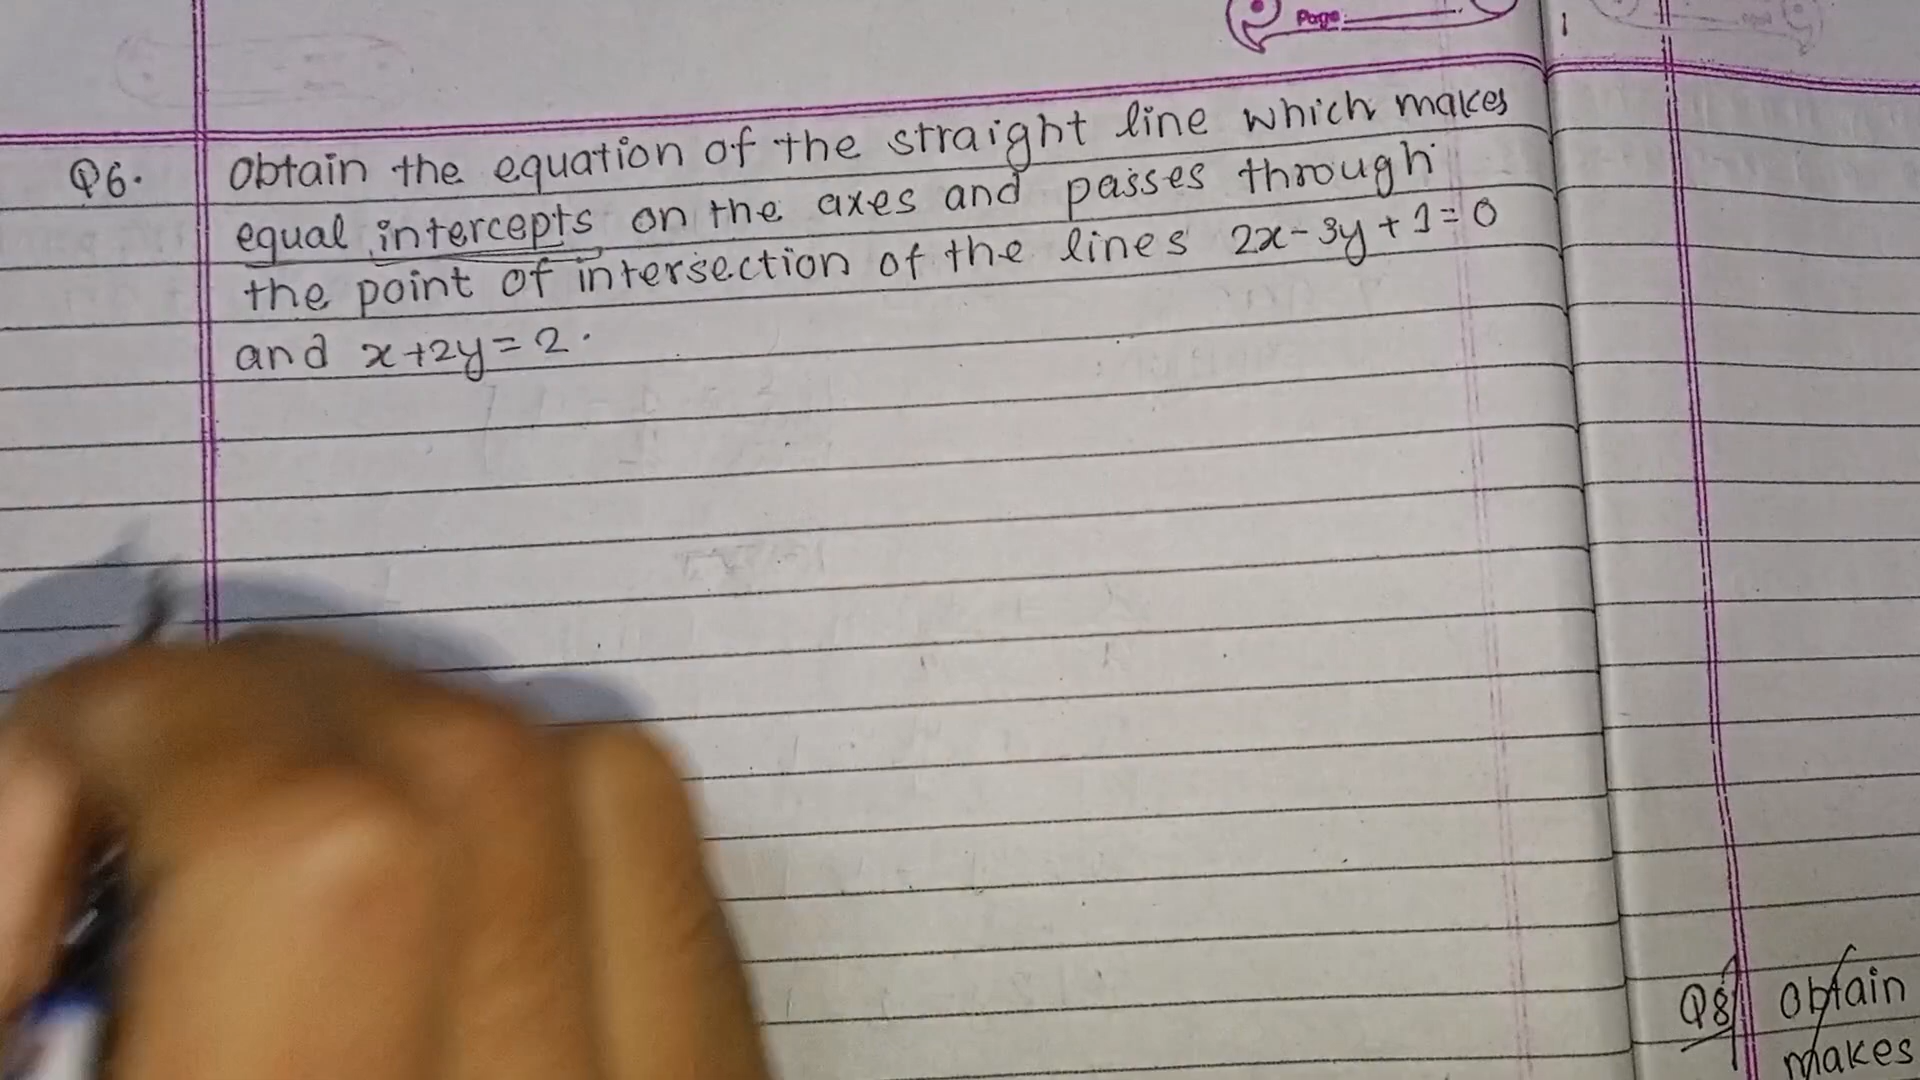 Page:
Q6. Obtain the equation of the straight line which makes
equal intercepts on the axes and passes through
the point of intersection of the lines 2x-3y+1=0
and x+2y=2.
Q8 Obtain
makes